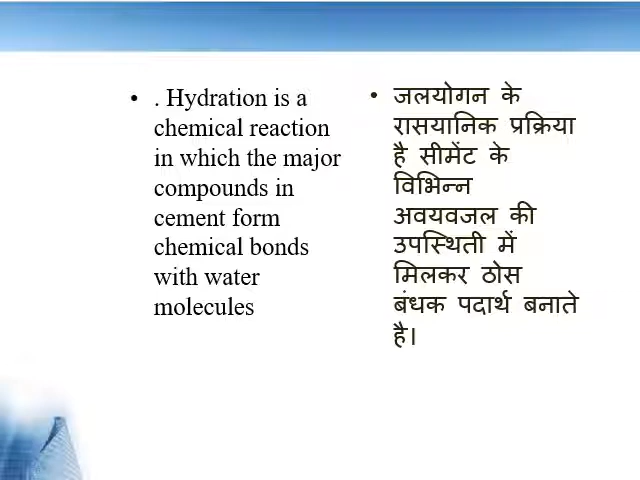 • . Hydration is a
chemical reaction
in which the major
compounds in
cement form
chemical bonds
with water
molecules
• जलयोगन के
रासयानिक प्रक्रिया
है सीमेंट के
विभिन्न
अवयवजल की
उपस्थिती में
मिलकर ठोस
बंधक पदार्थ बनाते
है।